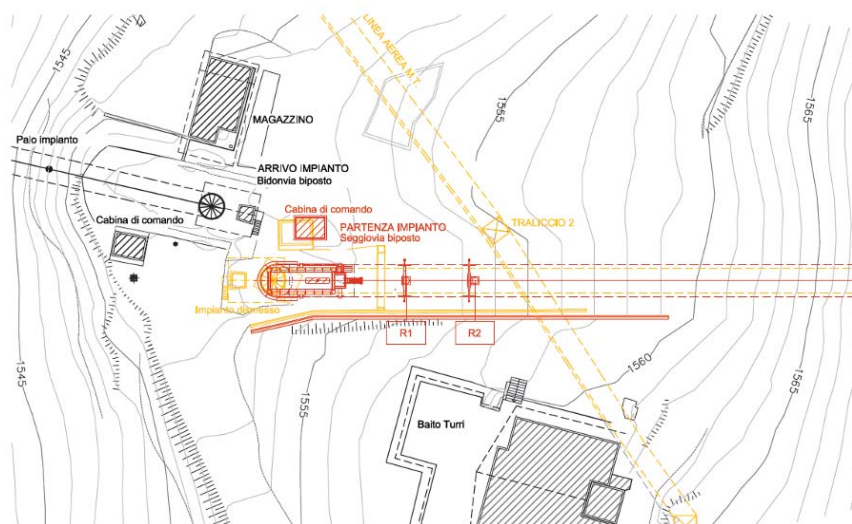 1545
LINEA AEREA M.T.
1555
1565
MAGAZZINO
Palo impianto
ARRIVO IMPIANTO
Bidonvia biposto
Cabina di comando
Cabina di comando
PARTENZA IMPIANTO
Seggiovia biposto
TRALICCIO 2
Impianto dismesso
R1
R2
1560
1545
1555
1565
Baito Turri